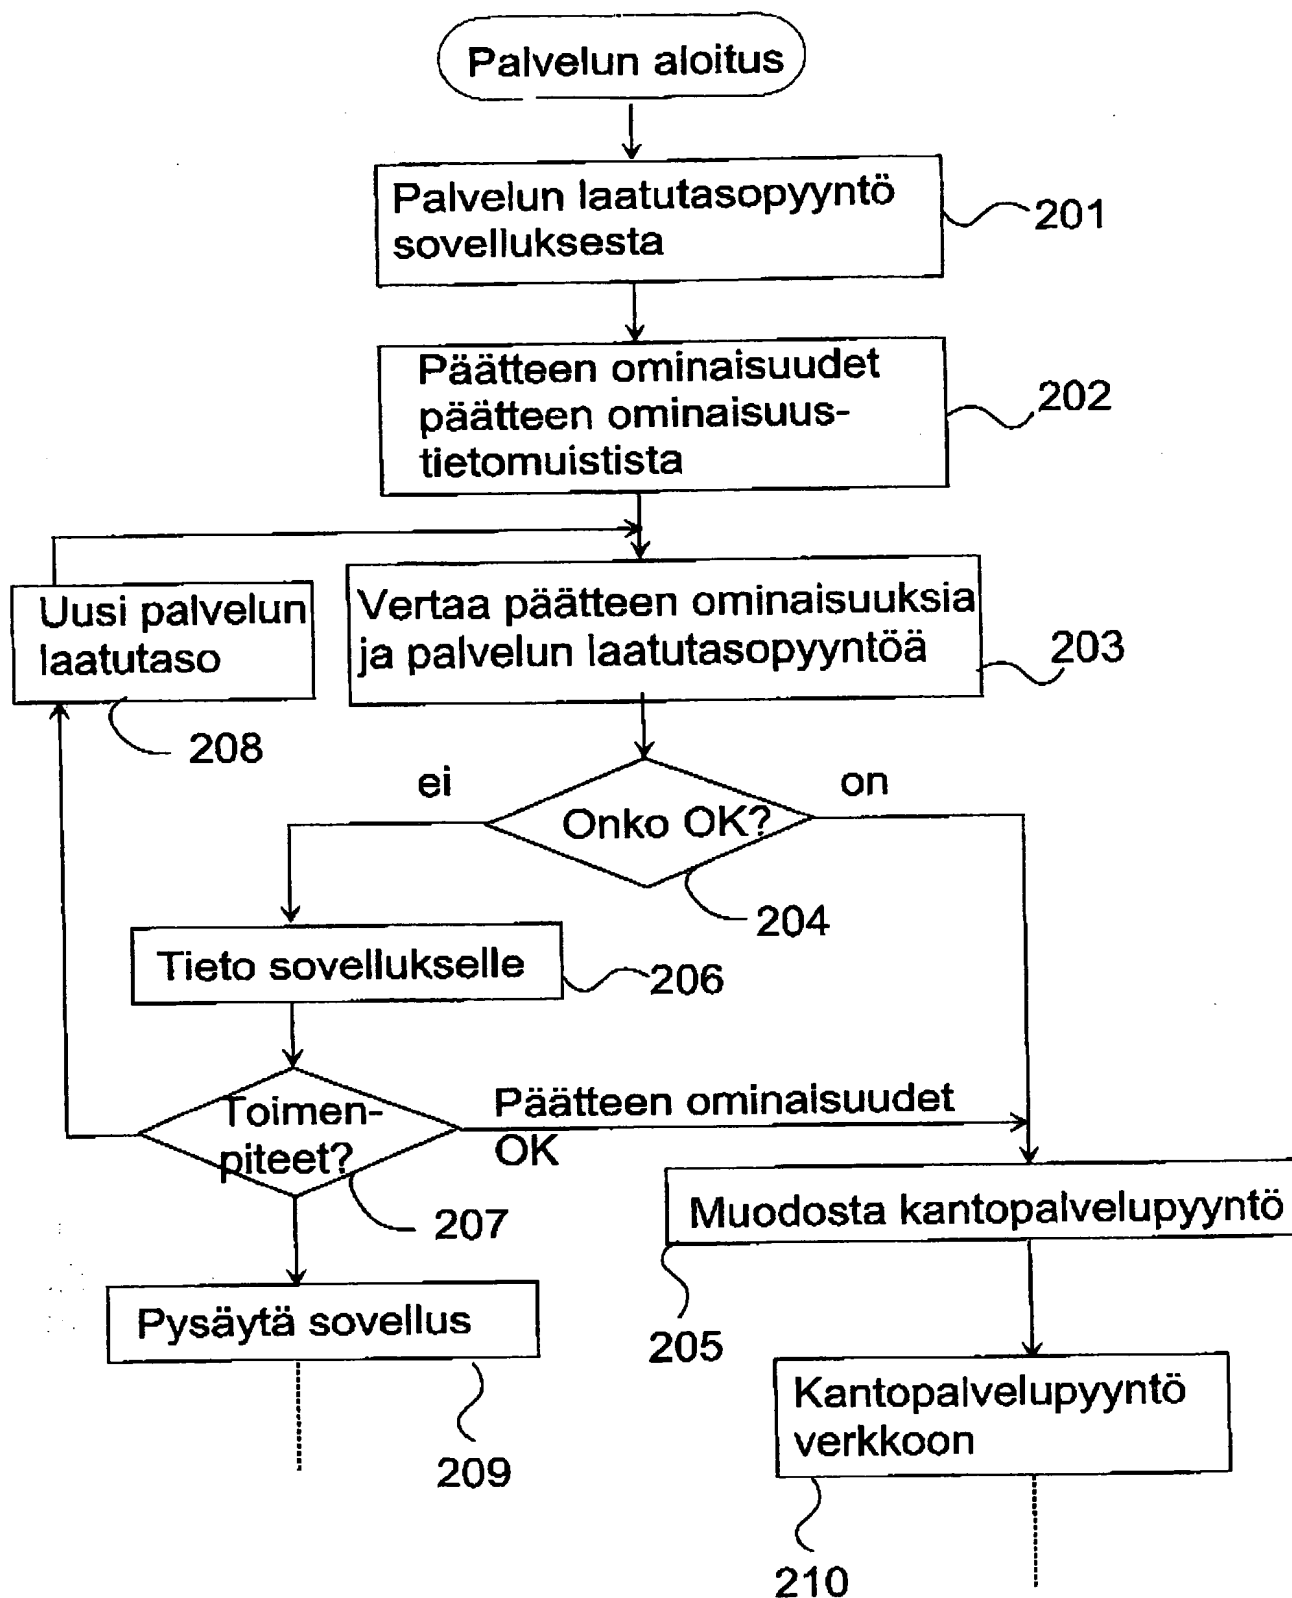 Palvelun aloitus
Palvelun laatutasopyyntö
sovelluksesta
201
Päätteen ominaisuudet
päätteen ominaisuus-
tietomuistista
202
Uusi palvelun
laatutaso
208
Vertaa päätteen ominaisuuksia
ja palvelun laatutasopyyntöä
203
ei
on
Onko OK?
204
Tieto sovellukselle
206
Toimen-
piteet?
207
Päätteen ominaisuudet
OK
Muodosta kantopalvelupyyntö
205
Pysäytä sovellus
209
Kantopalvelupyyntö
verkkoon
210